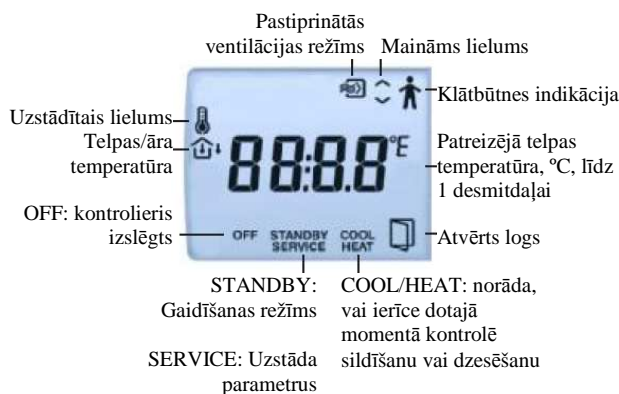 Pastiprinātās
ventilācijas režīms
Maināms lielums
Klātbūtnes indikācija
Uzstādītais lielums
Telpas/āra
temperatūra
88:8.8°E
Patreizējā telpas
temperatūra, ºC, līdz
1 desmitdaļai
OFF: kontrolieris
izslēgts
OFF STANDBY COOL
SERVICE HEAT
Atvērts logs
STANDBY:
Gaidīšanas režīms
SERVICE: Uzstāda
parametrus
COOL/HEAT: norāda,
vai ierīce dotajā
momentā kontrolē
sildīšanu vai dzesēšanu